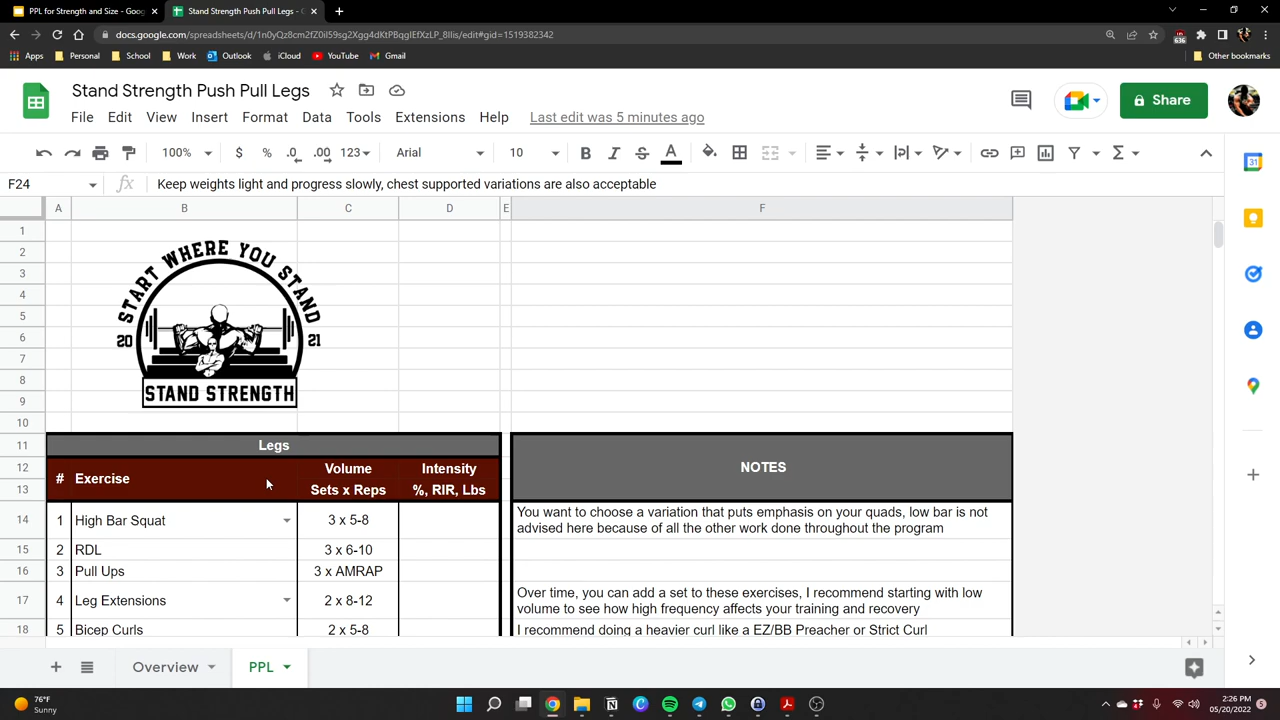 PPL for Strength and Size - Goog
Stand Strength Push Pull Legs - G
docs.google.com/spreadsheets/d/1n0yQz8cm2fZ0il59sg2Xgg4dKtPBqgIEfXzLP_8Ilis/edit#gid=1519382342
Apps
Personal
School
Work
Outlook
iCloud
YouTube
Gmail
Other bookmarks
Stand Strength Push Pull Legs
File
Edit
View
Insert
Format
Data
Tools
Extensions
Help
Last edit was 5 minutes ago
Share
100%
$
%
.0
.00
123
Arial
10
B
I
S
A
F24
fx
Keep weights light and progress slowly, chest supported variations are also acceptable
A B C D E F
1
2
3
4
5
6
7
8
9
10
START WHERE YOU STAND
20 21
STAND STRENGTH
11 Legs
12 Volume Intensity NOTES
# Exercise
13 Sets x Reps %, RIR, Lbs
14 1 High Bar Squat 3 x 5-8 You want to choose a variation that puts emphasis on your quads, low bar is not
advised here because of all the other work done throughout the program
15 2 RDL 3 x 6-10
16 3 Pull Ups 3 x AMRAP
17 4 Leg Extensions 2 x 8-12 Over time, you can add a set to these exercises, I recommend starting with low
volume to see how high frequency affects your training and recovery
18 5 Bicep Curls 2 x 5-8 I recommend doing a heavier curl like a EZ/BB Preacher or Strict Curl
Overview
PPL
76°F
Sunny
2:26 PM
05/20/2022